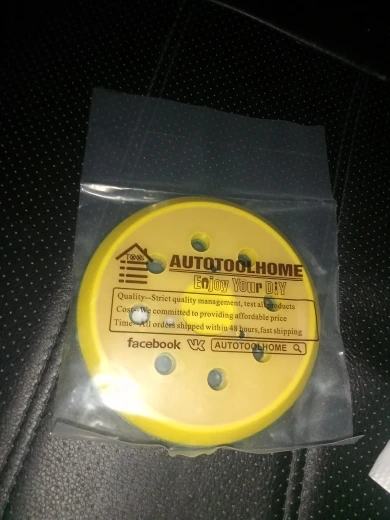 AUTOTOOLHOME
Enjoy Your DIY
Quality--Strict quality management, test all products
Cost--We committed to providing affordable price
Time--All orders shipped within 48 hours, fast shipping
facebook VK AUTOTOOLHOME